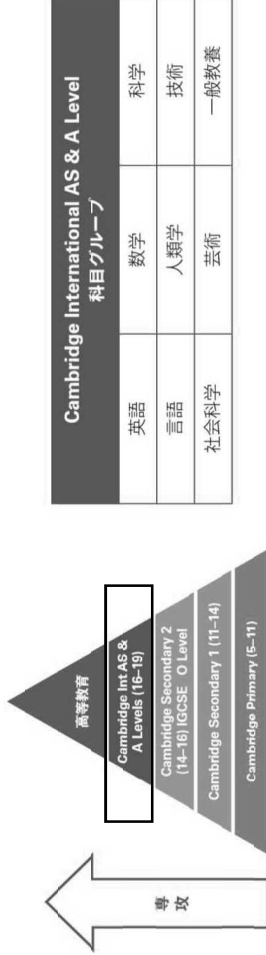 専
攻
高等教育
Cambridge Int AS &
A Levels (16–19)
Cambridge Secondary 2
(14–16) IGCSE O Level
Cambridge Secondary 1 (11–14)
Cambridge Primary (5–11)
Cambridge International AS & A Level
科目グループ
英語 数学 科学
言語 人類学 技術
社会科学 芸術 一般教養